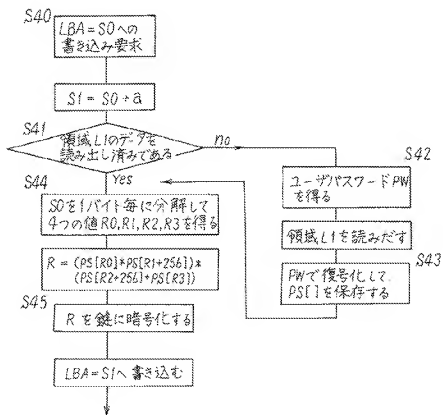 S40
LBA=S0への
書き込み要求
S1=S0+a
S41
領域L1のデータを
読み出し済みである
no
Yes
S42
ユーザパスワードPW
を得る
領域L1を読みだす
S43
PWで復号化して
PS[]を保存する
S44
S0を1バイト毎に分解して
4つの値R0,R1,R2,R3を得る
R=(PS[R0]*PS[R1+256])*
(PS[R2+256]+PS[R3])
S45
Rを鍵に暗号化する
LBA=S1へ書き込む